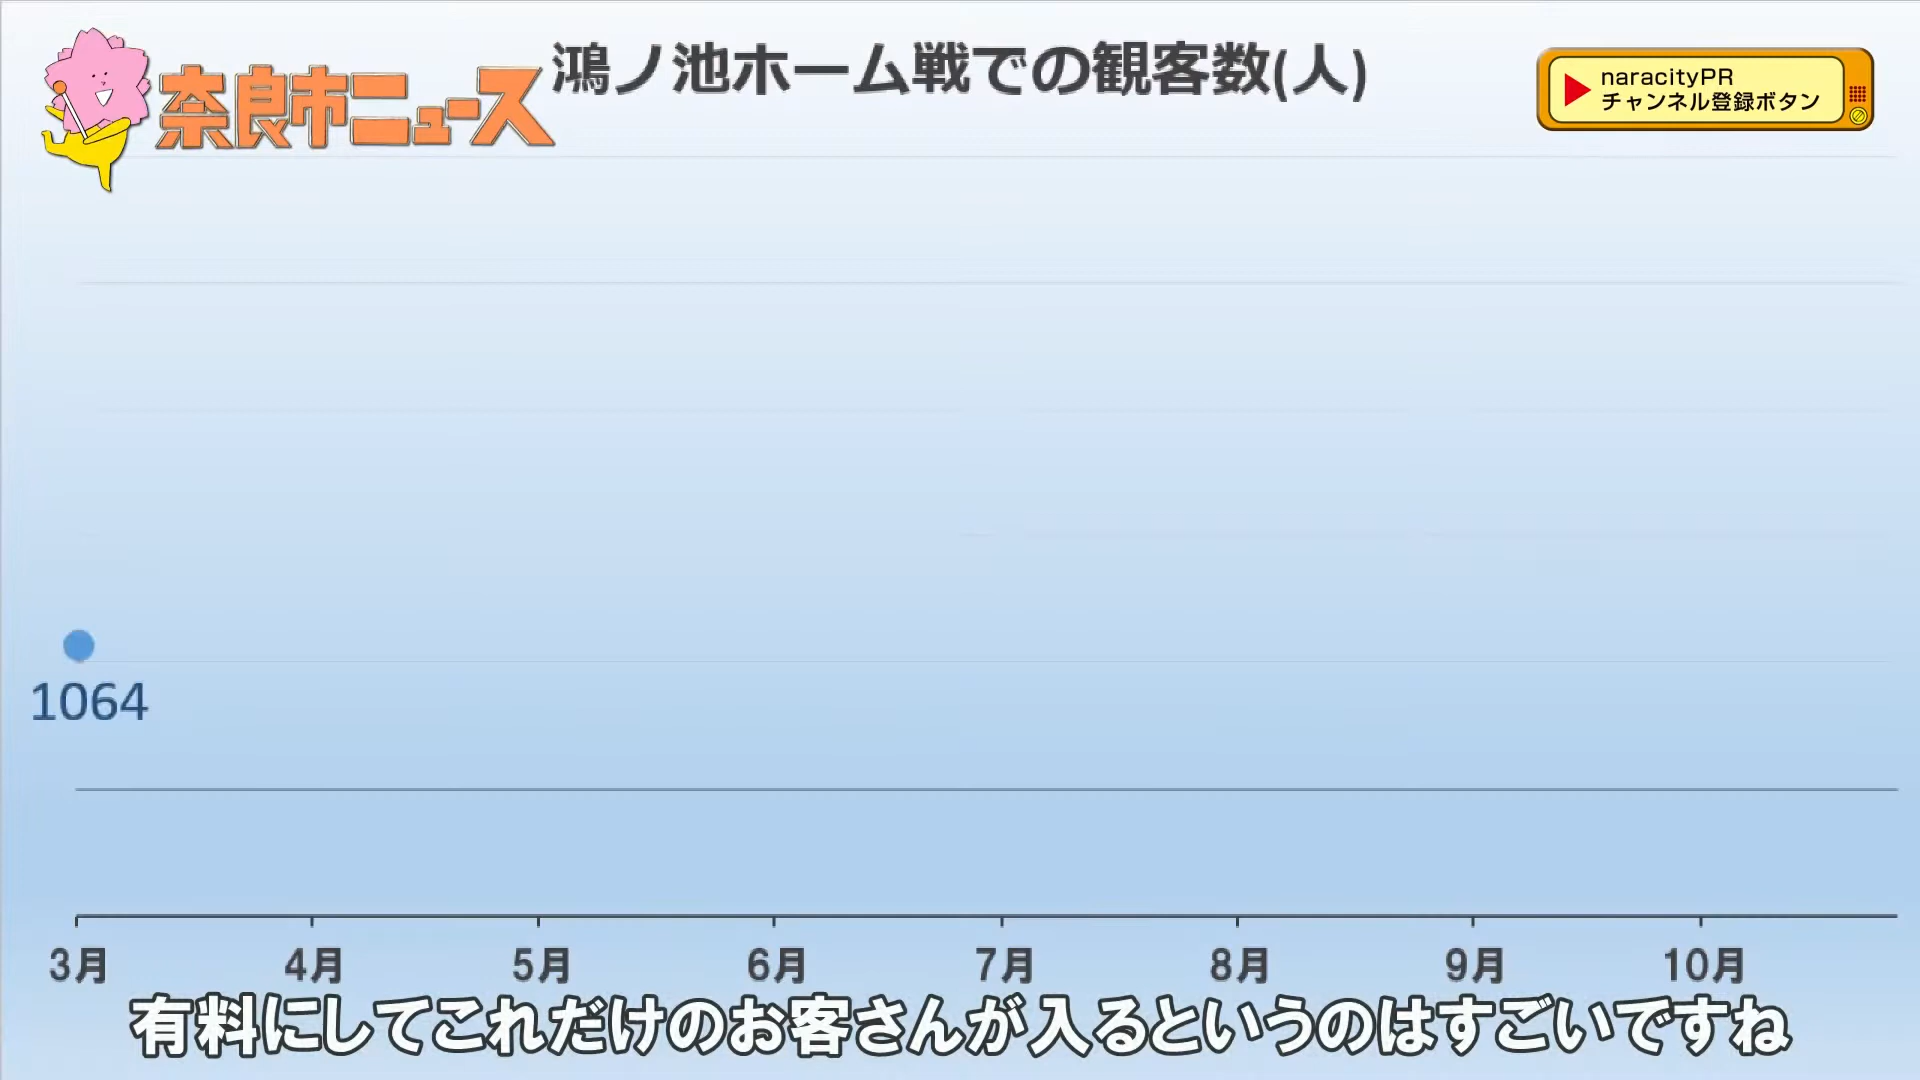 奈良市ニュース
鴻ノ池ホーム戦での観客数(人)
naracityPR
チャンネル登録ボタン
1064
3月 4月 5月 6月 7月 8月 9月 10月
有料にしてこれだけのお客さんが入るというのはすごいですね